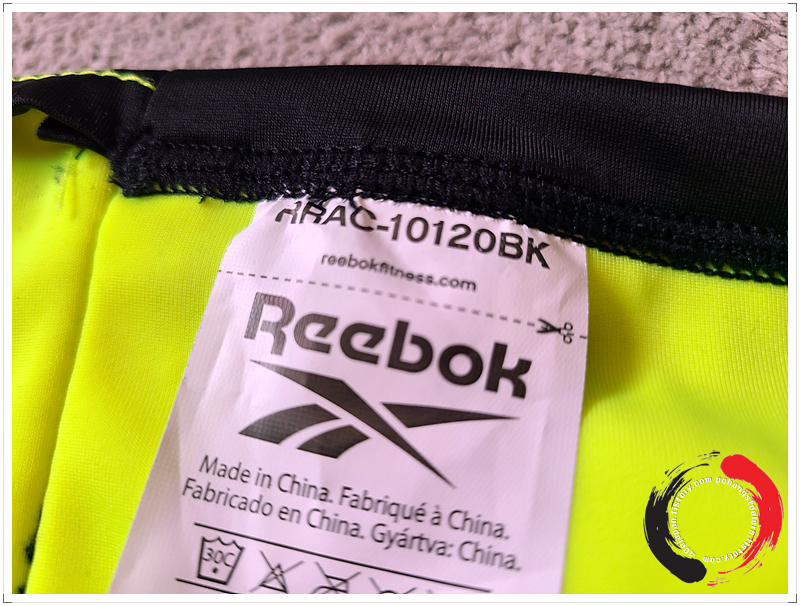 RRAC-10120BK
reebokfitness.com
Reebok
Made in China. Fabriqué à China.
Fabricado en China. Gyártva: China.
30C